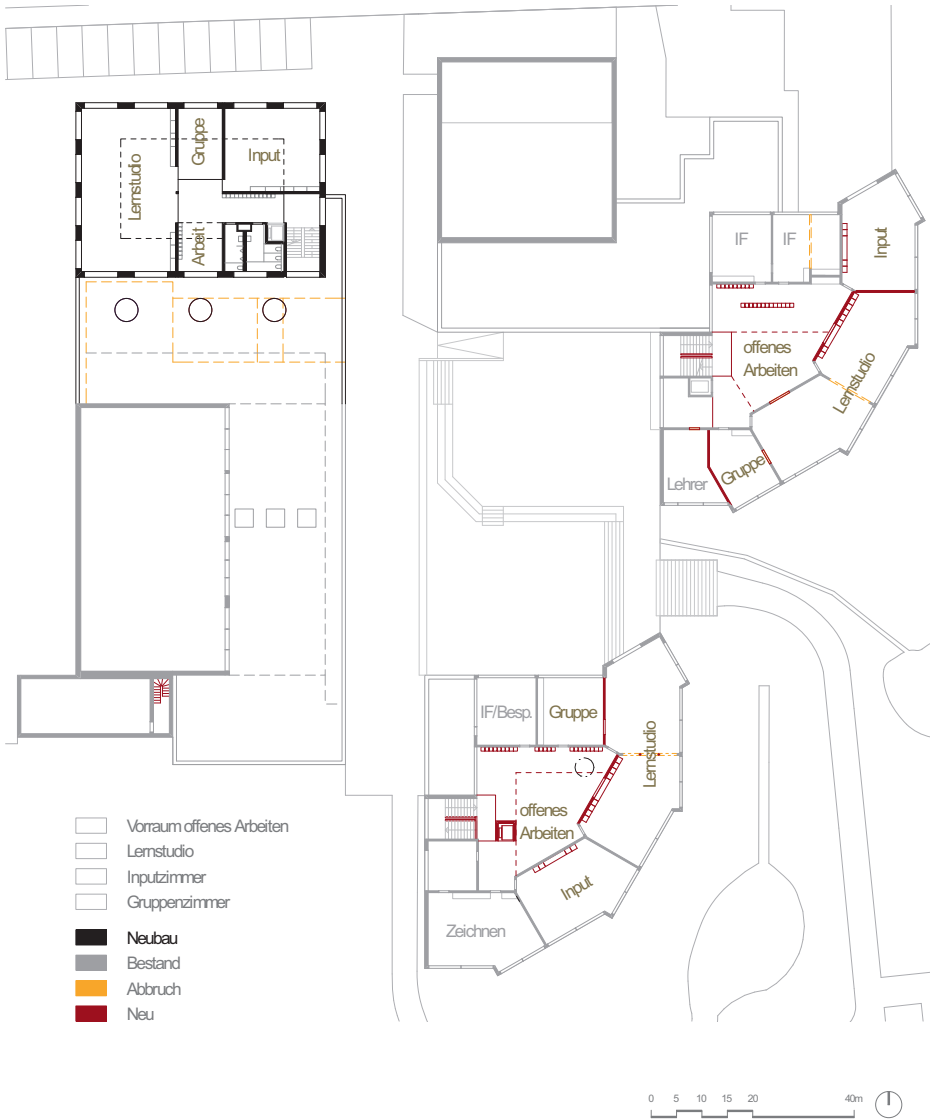 Lernstudio
Gruppe
Input
Arbeit
IF
IF
Input
offenes
Arbeiten
Lernstudio
Gruppe
Lehrer
IF/Besp.
Gruppe
Lernstudio
offenes
Arbeiten
Input
Zeichnen
Vorraum offenes Arbeiten
Lernstudio
Inputzimmer
Gruppenzimmer
Neubau
Bestand
Abbruch
Neu
0 5 10 15 20 40m